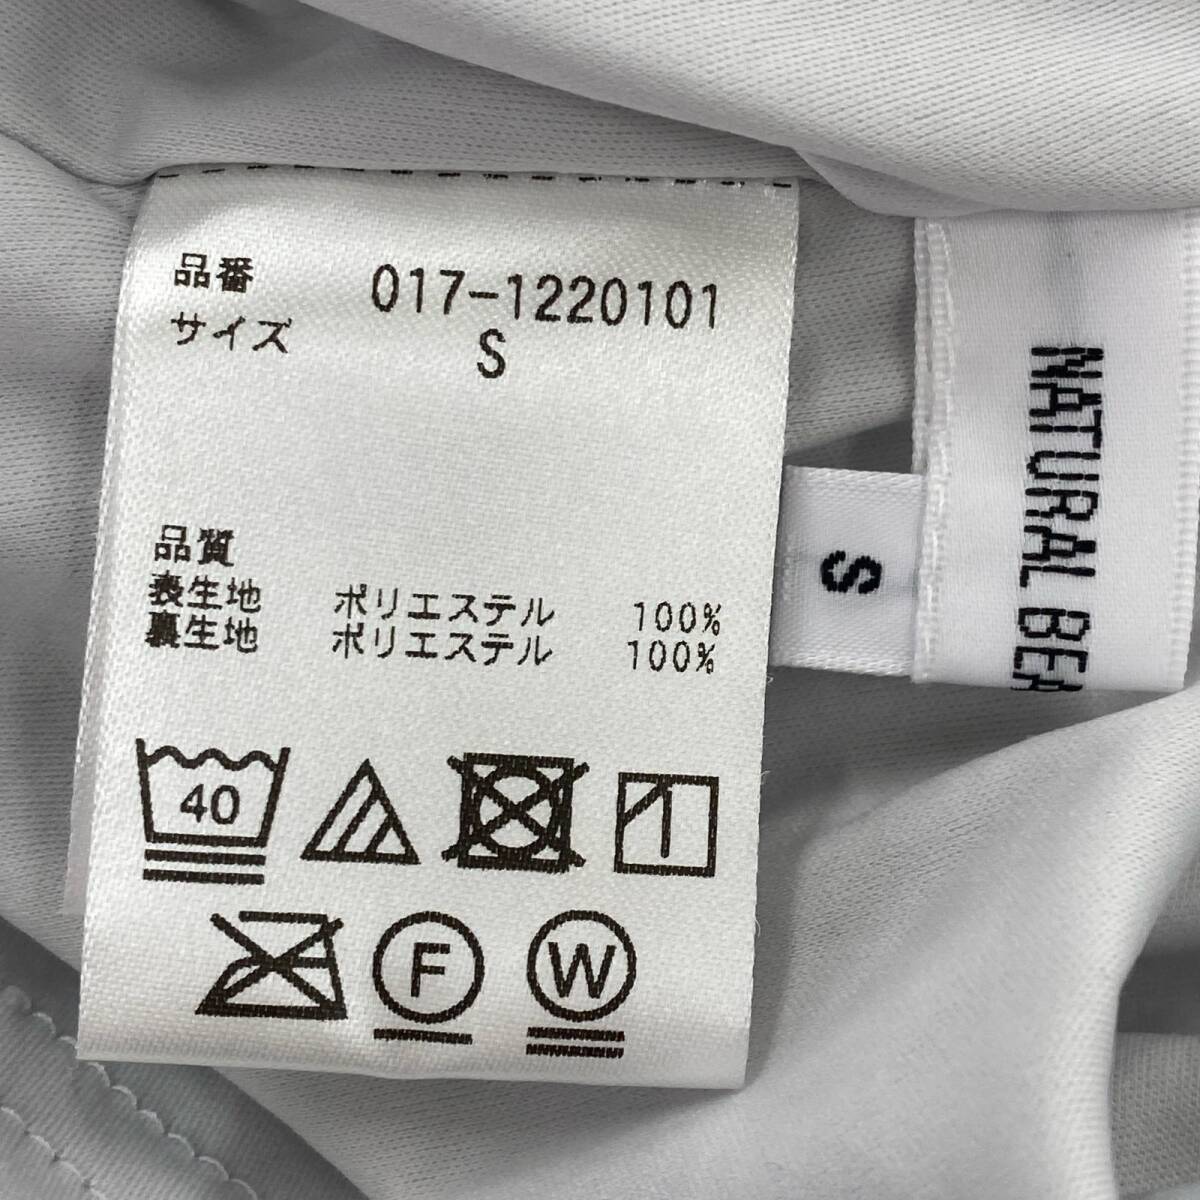 品番 017-1220101
サイズ S
品質
表生地 ポリエステル 100%
裏生地 ポリエステル 100%
40
F W
S
NATURAL BEA